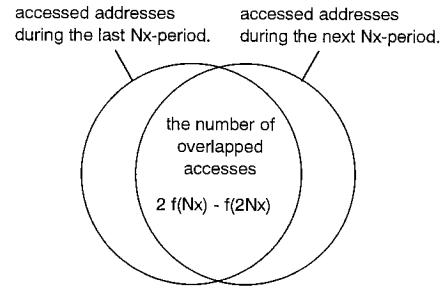 accessed addresses
during the last Nx-period.
accessed addresses
during the next Nx-period.
the number of
overlapped
accesses
2 f(Nx) - f(2Nx)